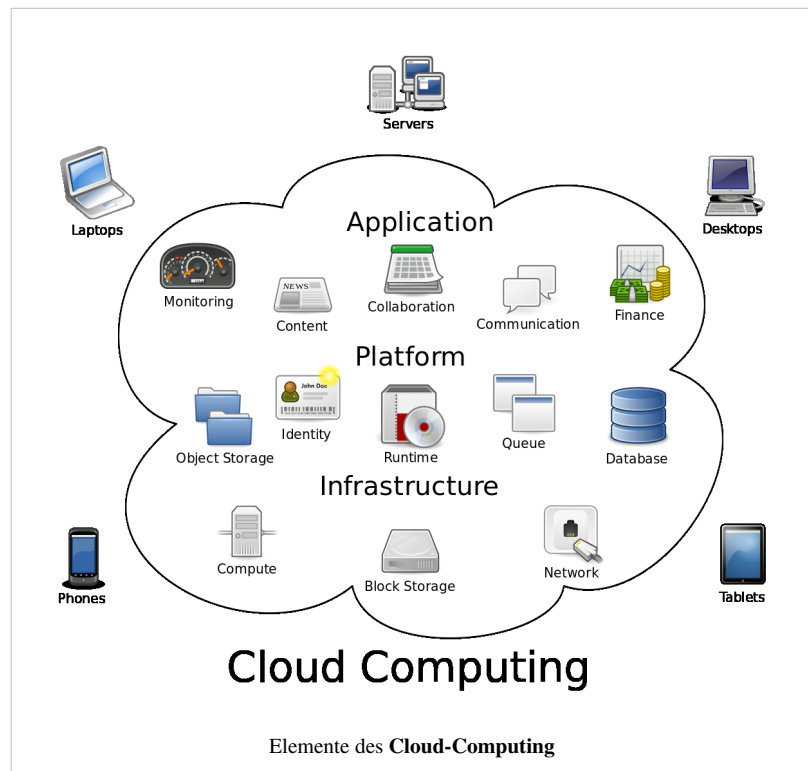 Servers
Laptops
Desktops
Application
Monitoring
NEWS
Content
Collaboration
Communication
Finance
Platform
John Doe
Object Storage
Identity
Runtime
Queue
Database
Infrastructure
Compute
Block Storage
Network
Phones
Tablets
Cloud Computing
Elemente des Cloud-Computing